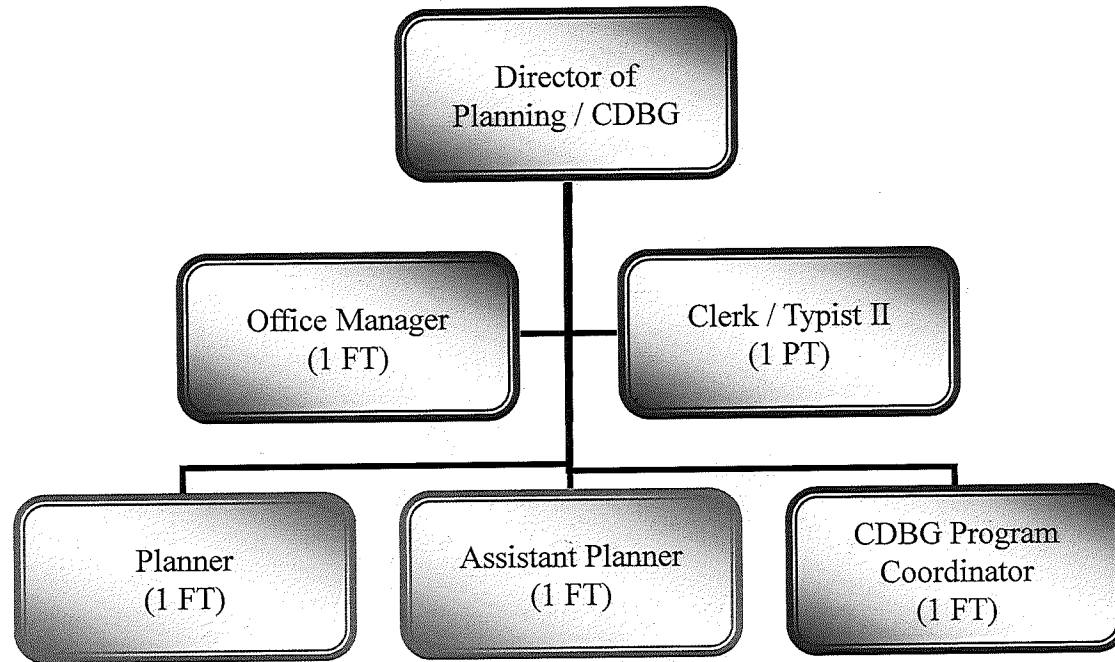 Director of
Planning / CDBG
Office Manager
(1 FT)
Clerk / Typist II
(1 PT)
Planner
(1 FT)
Assistant Planner
(1 FT)
CDBG Program
Coordinator
(1 FT)